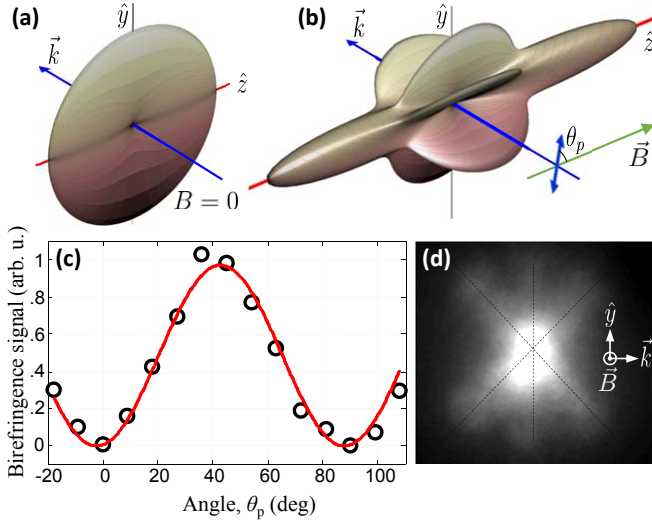 (a)
ŷ
k⃗
ẑ
B = 0
(b)
ŷ
k⃗
ẑ
θp
B⃗
(c)
Birefringence signal (arb. u.)
1
.8
.6
.4
.2
0
-20 0 20 40 60 80 100
Angle, θp (deg)
(d)
ŷ
k⃗
B⃗